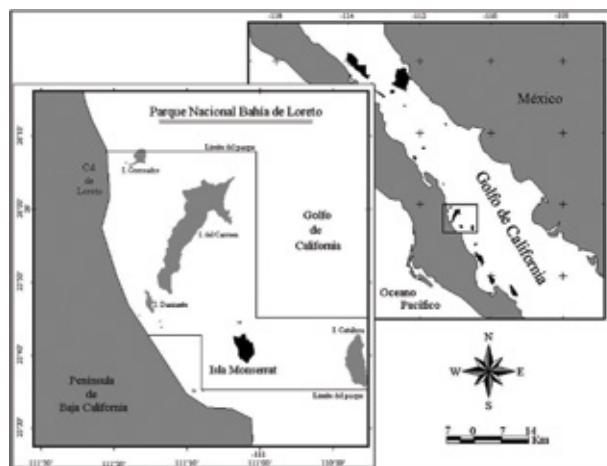 Parque Nacional Bahía de Loreto
Límite del parque
I. Coronados
Cd.
de
Loreto
I. del Carmen
Golfo
de
California
I. Danzante
I. Catalina
Isla Monserrat
Península
de
Baja California
Límite del parque
México
Golfo de California
Oceano
Pacífico
N
W
E
S
7 0 7 14
Km